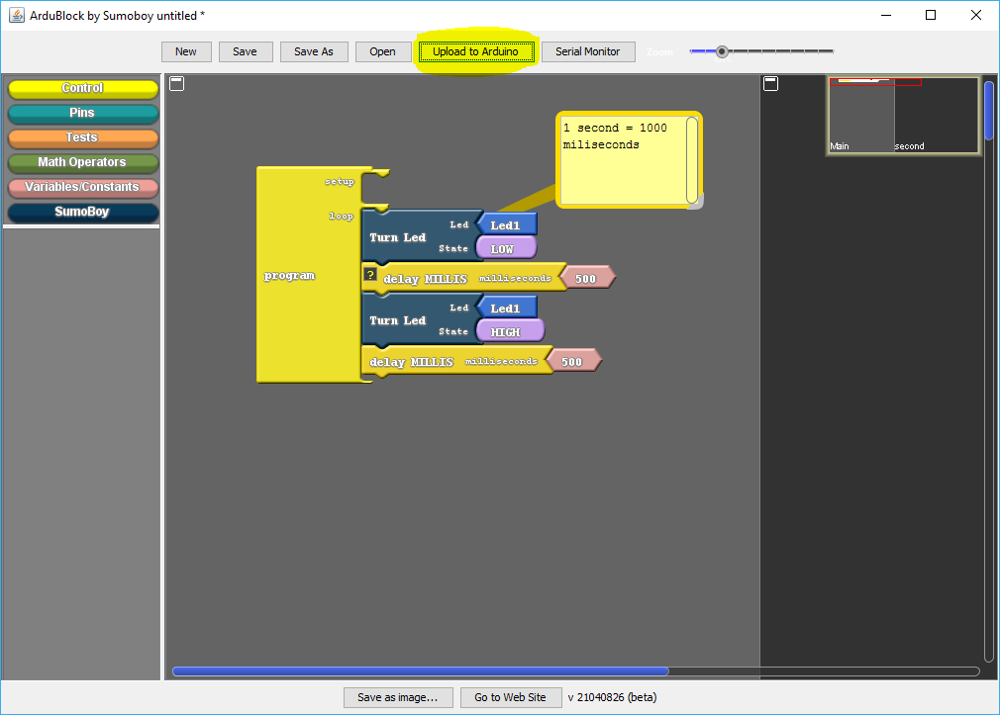 ArduBlock by Sumoboy untitled *
New Save Save As Open Upload to Arduino Serial Monitor Zoom
Control
Pins
Tests
Math Operators
Variables/Constants
SumoBoy
1 second = 1000
miliseconds
setup
loop
program
Led Led1
Turn Led
State LOW
? delay MILLIS milliseconds 500
Led Led1
Turn Led
State HIGH
delay MILLIS milliseconds 500
Main second
Save as image... Go to Web Site v 21040826 (beta)